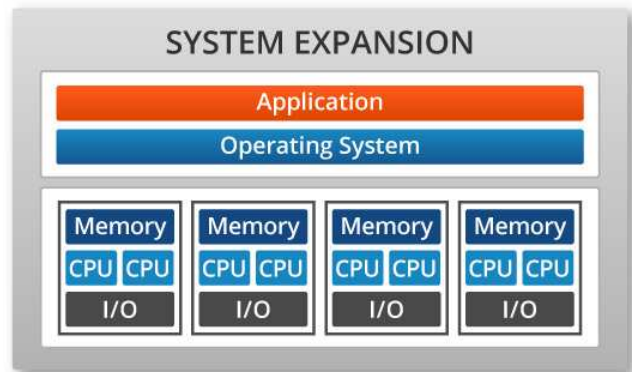 SYSTEM EXPANSION
Application
Operating System
Memory Memory Memory Memory
CPU CPU CPU CPU CPU CPU CPU CPU
I/O I/O I/O I/O